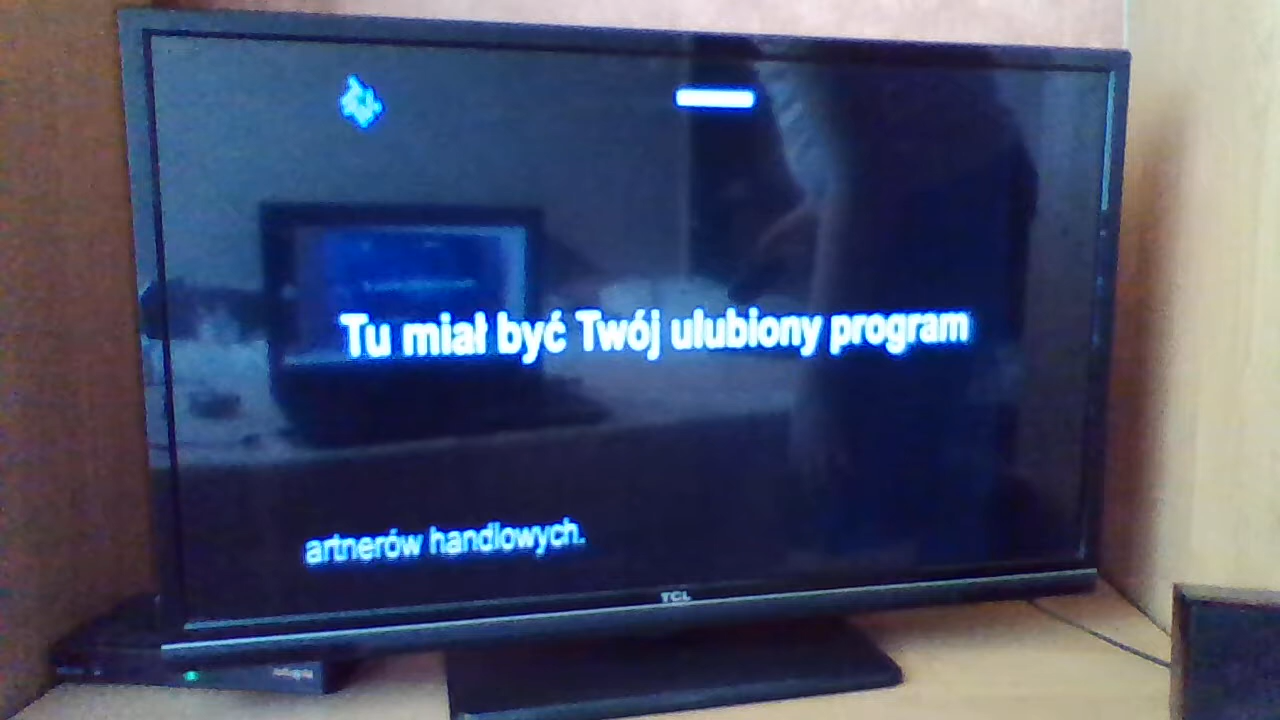 Tu miał być Twój ulubiony program
artnerów handlowych.
TCL